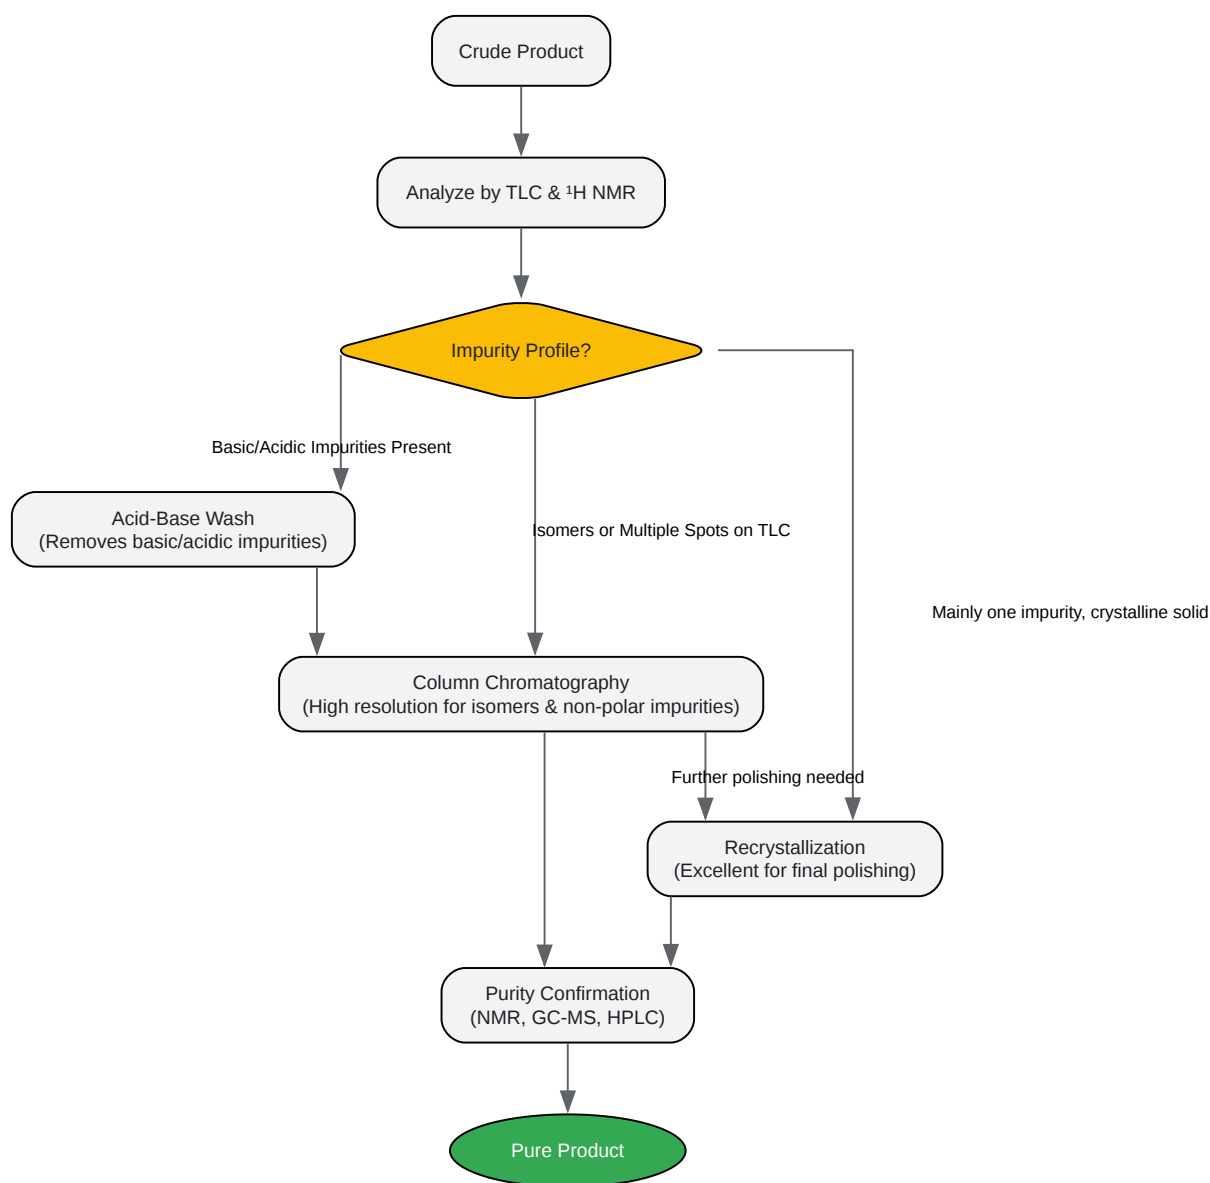 Crude Product
Analyze by TLC & ¹H NMR
Impurity Profile?
Basic/Acidic Impurities Present
Acid-Base Wash
(Removes basic/acidic impurities)
Isomers or Multiple Spots on TLC
Mainly one impurity, crystalline solid
Column Chromatography
(High resolution for isomers & non-polar impurities)
Further polishing needed
Recrystallization
(Excellent for final polishing)
Purity Confirmation
(NMR, GC-MS, HPLC)
Pure Product